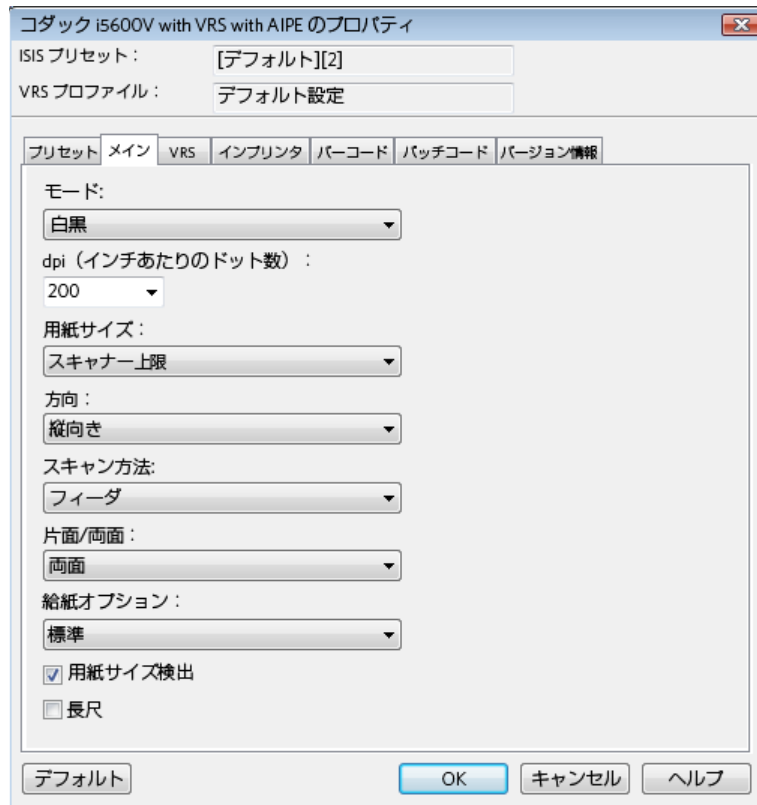 コダック i5600V with VRS with AIPE のプロパティ
ISIS プリセット： [デフォルト][2]
VRS プロファイル： デフォルト設定
プリセット メイン VRS インプリンタ バーコード パッチコード バージョン情報
モード:
白黒
dpi（インチあたりのドット数）：
200
用紙サイズ：
スキャナー上限
方向：
縦向き
スキャン方法:
フィーダ
片面/両面：
両面
給紙オプション：
標準
用紙サイズ検出
長尺
デフォルト OK キャンセル ヘルプ